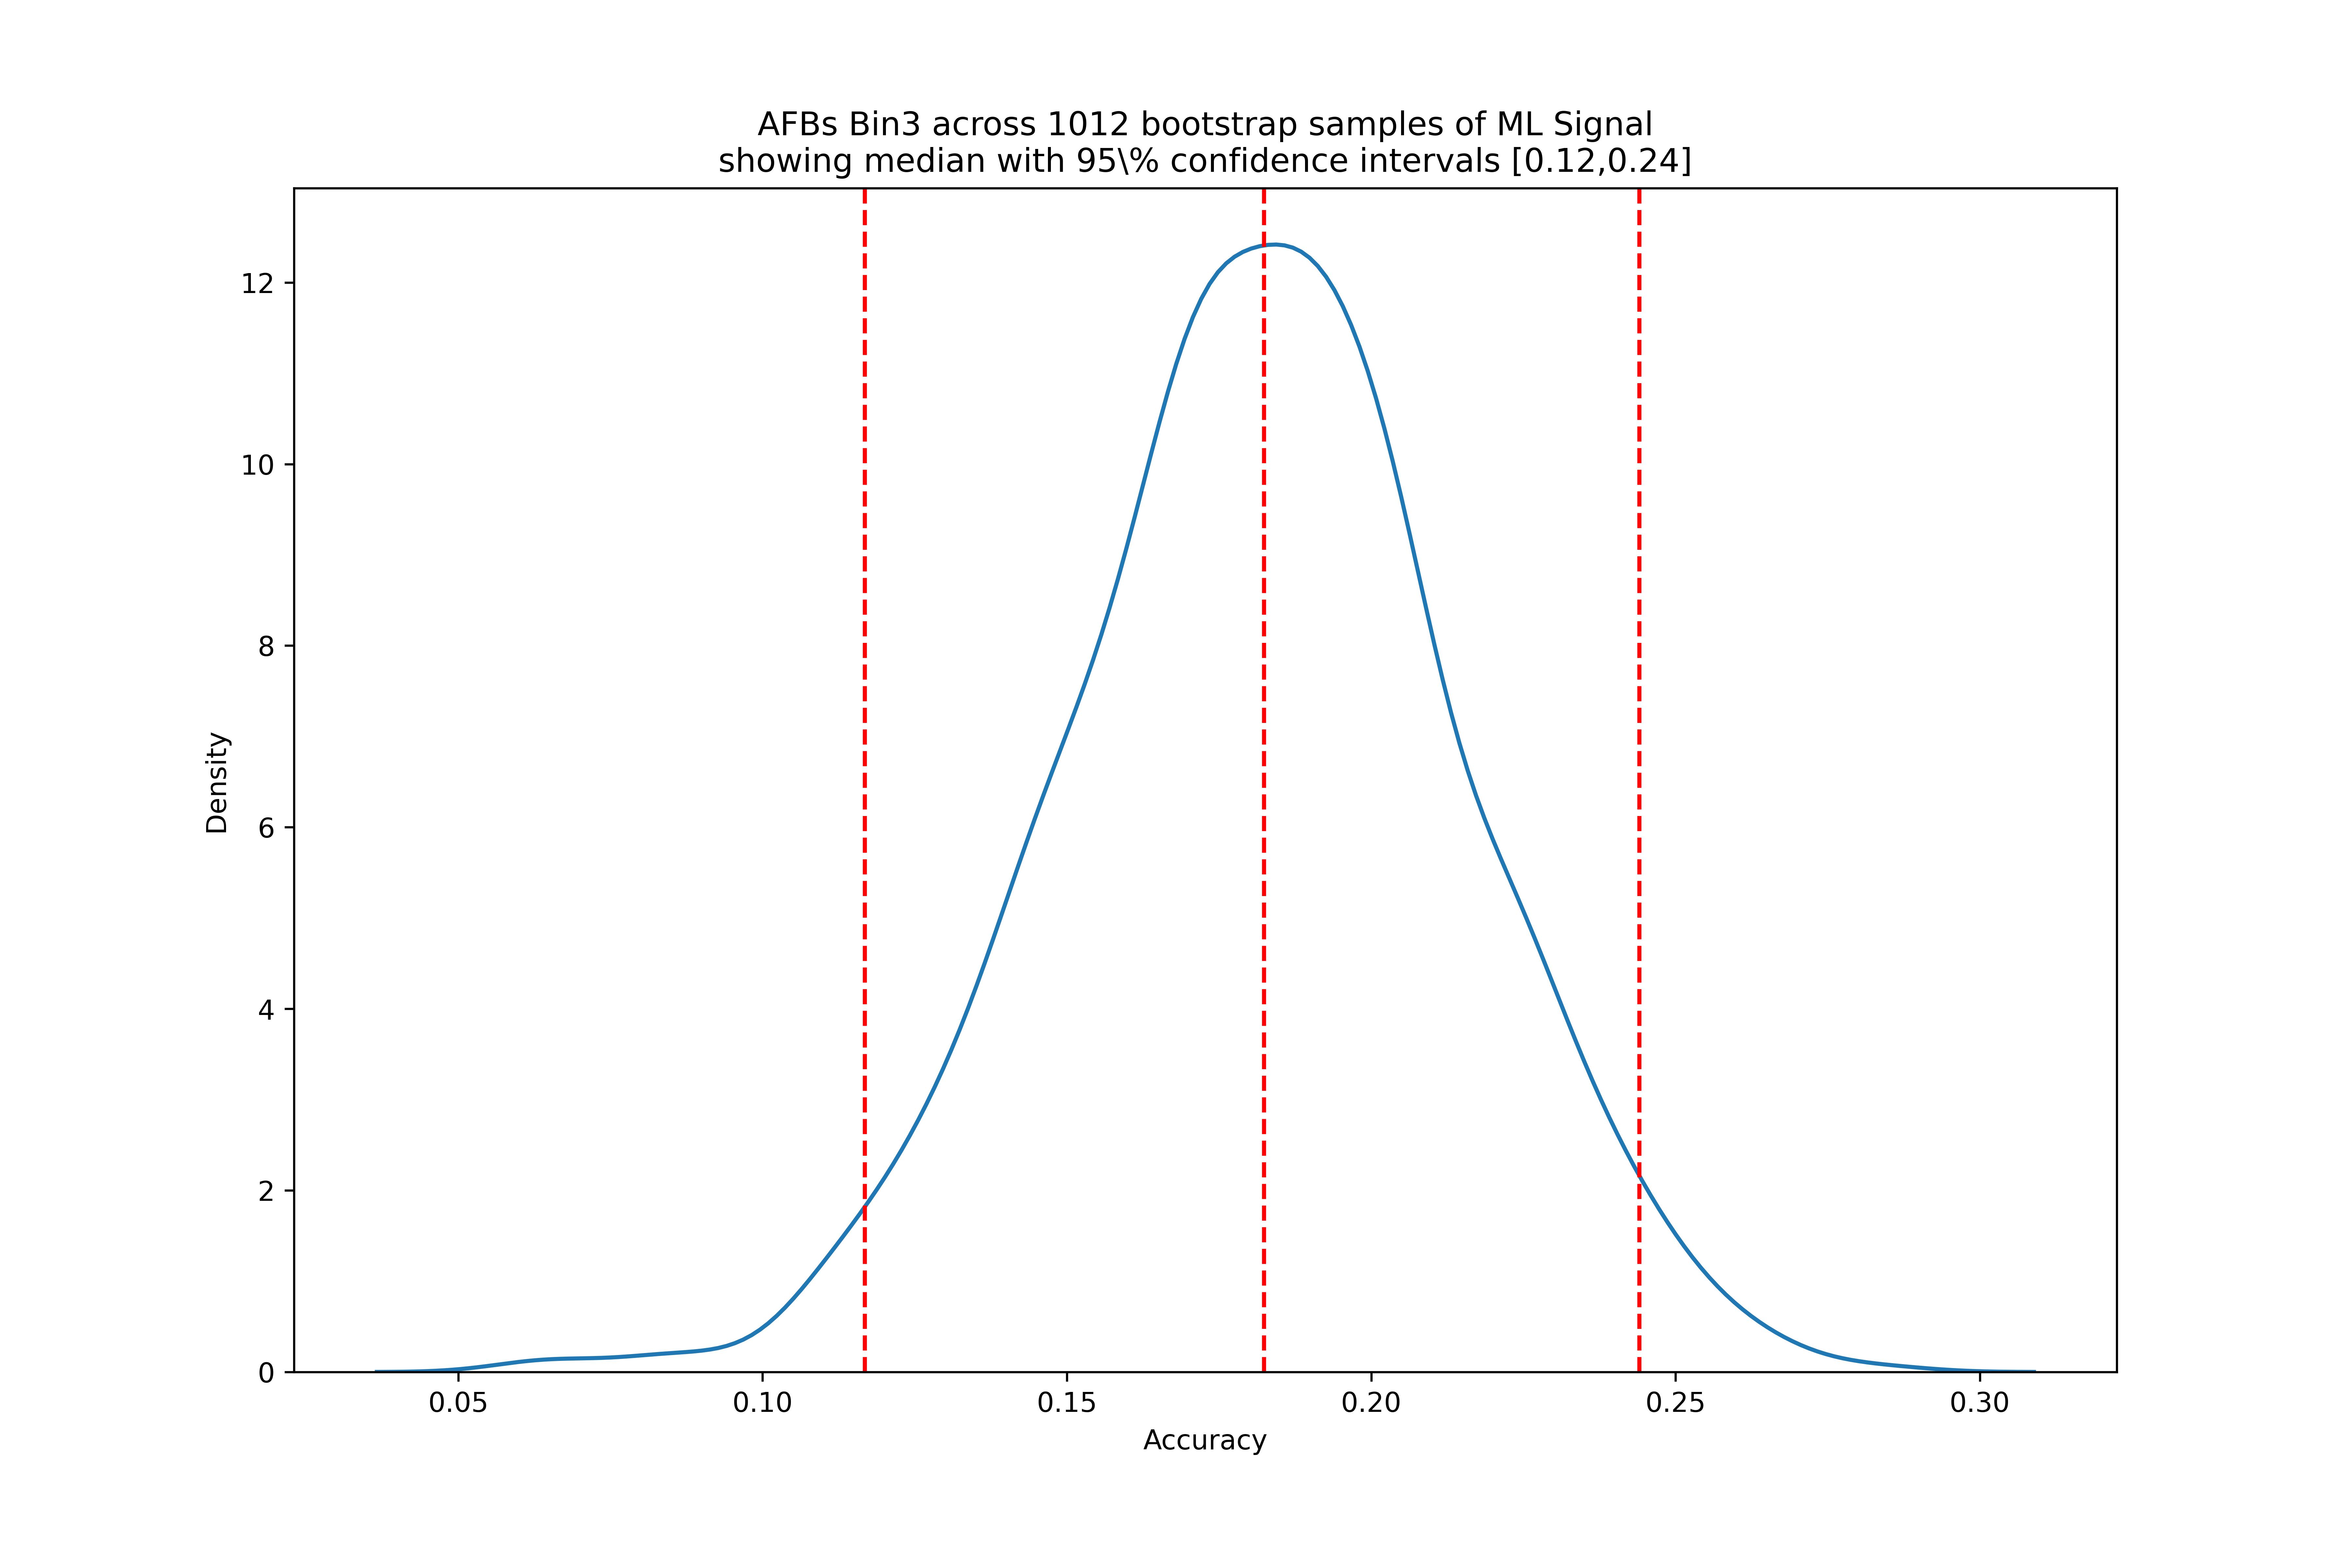 AFBs Bin3 across 1012 bootstrap samples of ML Signal
showing median with 95\% confidence intervals [0.12,0.24]
12
10
8
6
4
2
0
Density
0.05 0.10 0.15 0.20 0.25 0.30
Accuracy